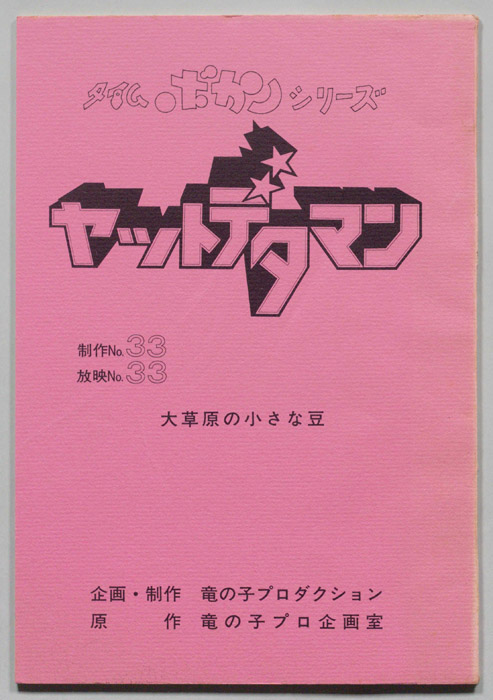 タイムボカンシリーズ
ヤットデタマン
制作No.33
放映No.33
大草原の小さな豆
企画・制作 竜の子プロダクション
原 作 竜の子プロ企画室